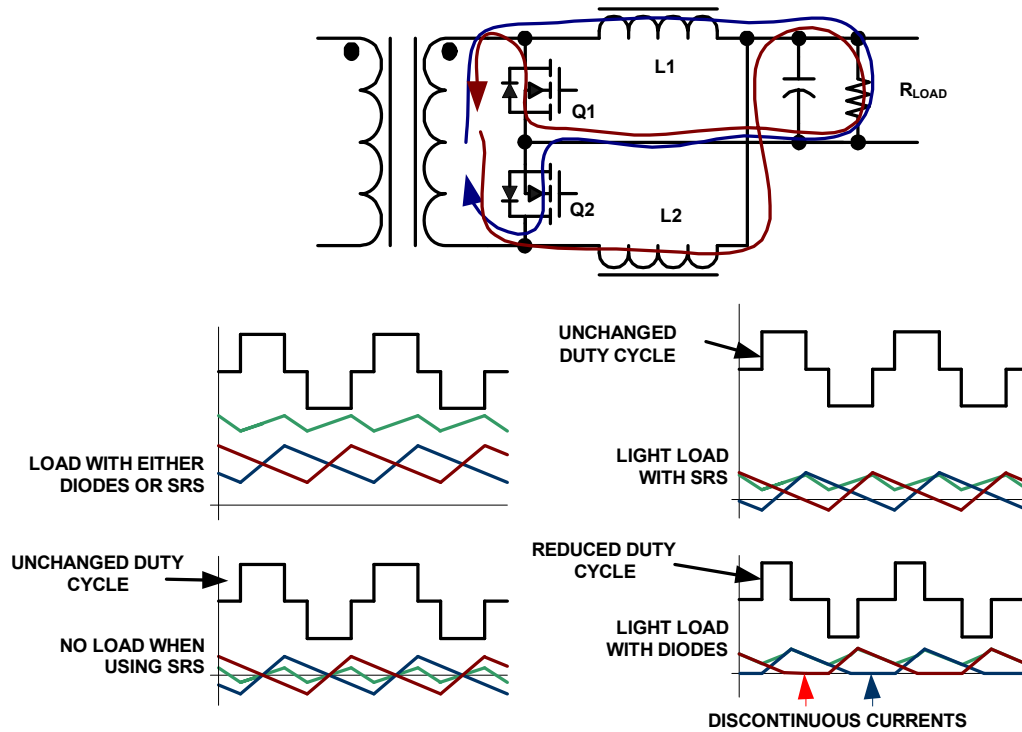 L1
RLOAD
Q1
Q2
L2
UNCHANGED
DUTY CYCLE
LOAD WITH EITHER
DIODES OR SRS
LIGHT LOAD
WITH SRS
UNCHANGED DUTY
CYCLE
NO LOAD WHEN
USING SRS
REDUCED DUTY
CYCLE
LIGHT LOAD
WITH DIODES
DISCONTINUOUS CURRENTS